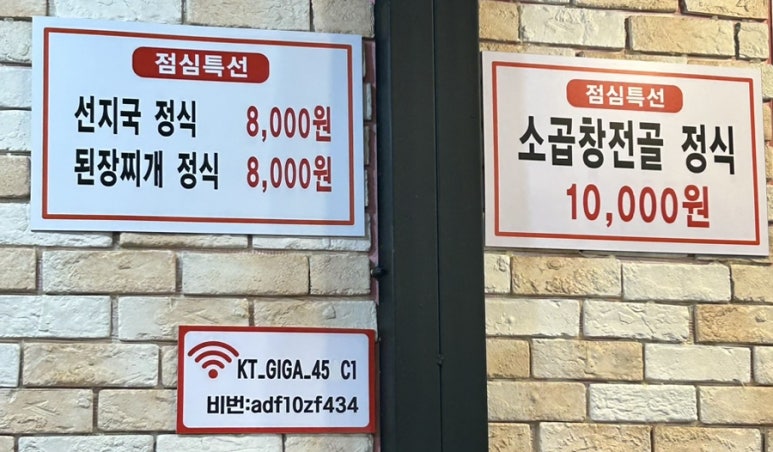 점심특선
선지국 정식 8,000원
된장찌개 정식 8,000원
점심특선
소곱창전골 정식
10,000원
KT_GIGA_45 C1
비번:adf10zf434